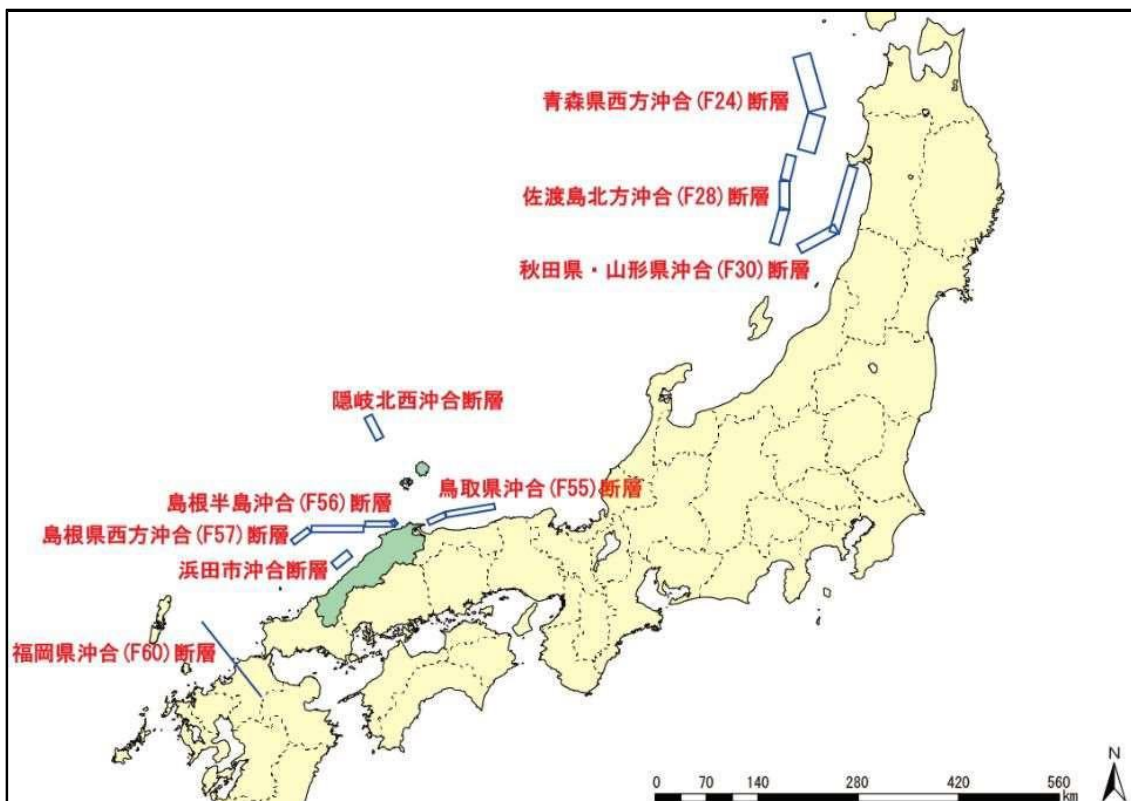 青森県西方沖合(F24)断層
佐渡島北方沖合(F28)断層
秋田県・山形県沖合(F30)断層
隠岐北西沖合断層
鳥取県沖合(F55)断層
島根半島沖合(F56)断層
島根県西方沖合(F57)断層
浜田市沖合断層
福岡県沖合(F60)断層
N
0 70 140 280 420 560
km